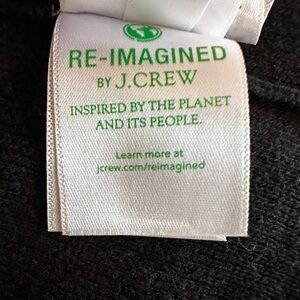 RE-IMAGINED
BY J.CREW
INSPIRED BY THE PLANET
AND ITS PEOPLE.
Learn more at
jcrew.com/reimagined